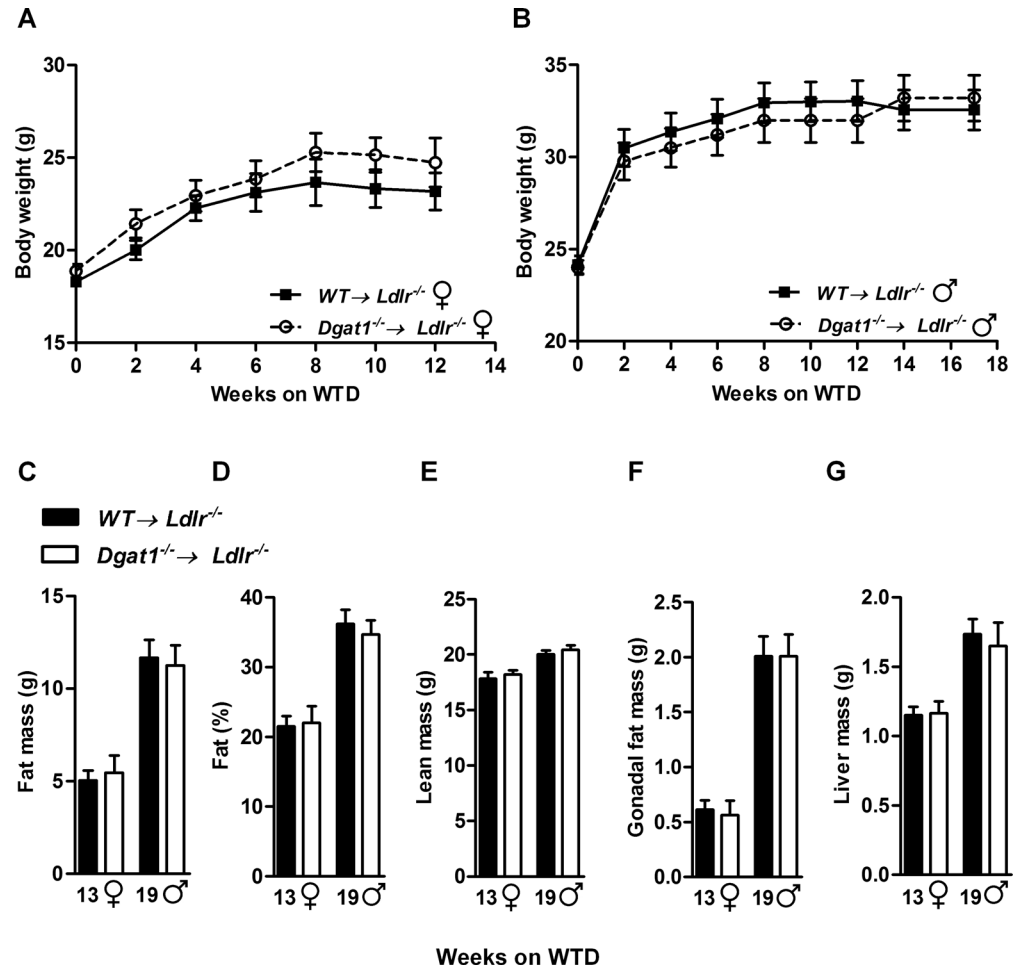 A
30
25
20
15
Body weight (g)
0 2 4 6 8 10 12 14
Weeks on WTD
WT→ Ldlr-/- ♀
Dgat1-/-→ Ldlr-/- ♀
B
35
30
25
20
Body weight (g)
0 2 4 6 8 10 12 14 16 18
Weeks on WTD
WT→ Ldlr-/- ♂
Dgat1-/-→ Ldlr-/- ♂
C
WT→ Ldlr-/-
Dgat1-/-→ Ldlr-/-
15
10
5
0
Fat mass (g)
13 ♀ 19 ♂
D
40
30
20
10
0
Fat (%)
13 ♀ 19 ♂
E
25
20
15
10
5
0
Lean mass (g)
13 ♀ 19 ♂
F
2.5
2.0
1.5
1.0
0.5
0.0
Gonadal fat mass (g)
13 ♀ 19 ♂
G
2.0
1.5
1.0
0.5
0.0
Liver mass (g)
13 ♀ 19 ♂
Weeks on WTD